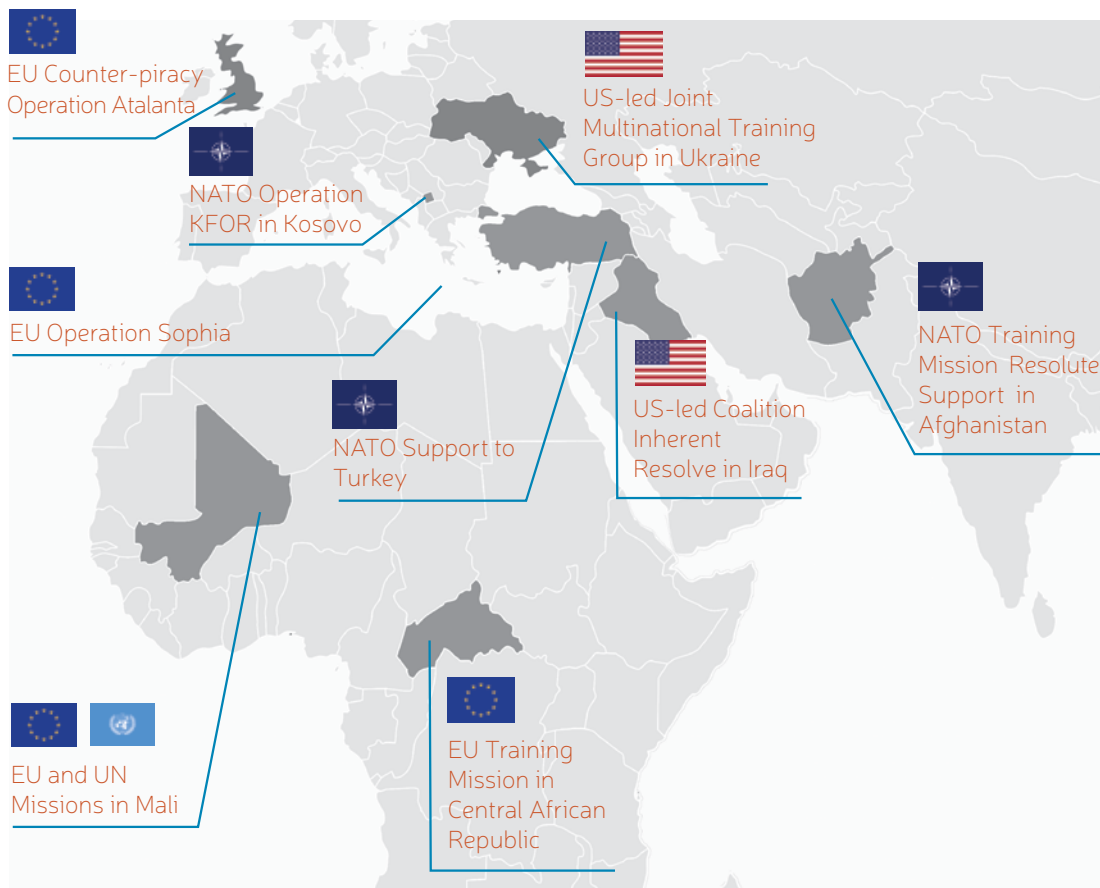 EU Counter-piracy
Operation Atalanta
US-led Joint
Multinational Training
Group in Ukraine
NATO Operation
KFOR in Kosovo
EU Operation Sophia
NATO Training
Mission Resolute
Support in
Afghanistan
US-led Coalition
Inherent
Resolve in Iraq
NATO Support to
Turkey
EU and UN
Missions in Mali
EU Training
Mission in
Central African
Republic